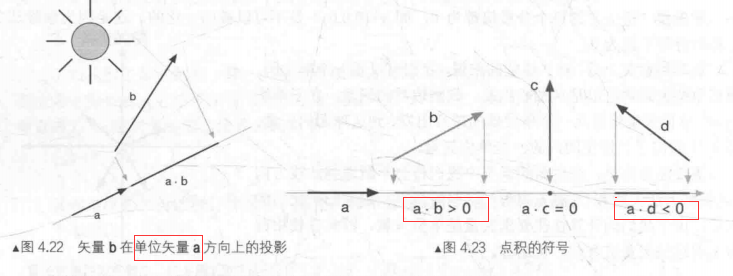 b
a · b
a
c
b
d
a
a · b > 0
a · c = 0
a · d < 0
▲图 4.22 矢量 b 在单位矢量 a 方向上的投影
▲图 4.23 点积的符号